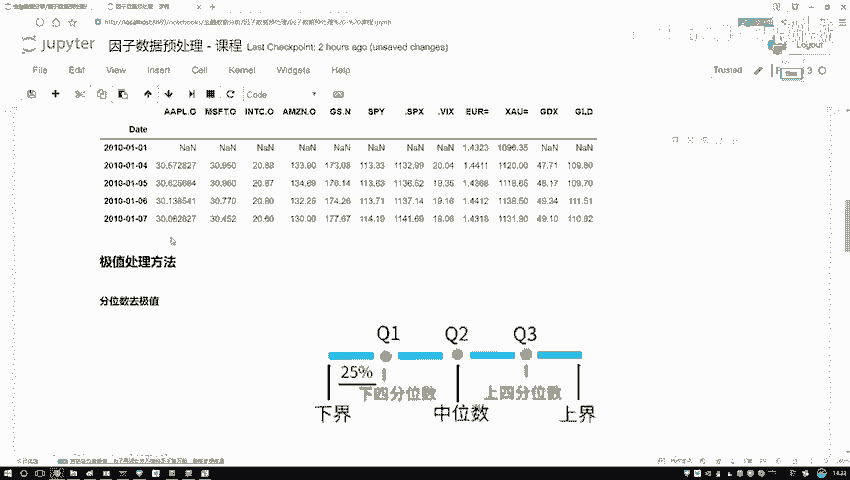 jupyter 因子数据预处理 - 课程 Last Checkpoint: 2 hours ago (unsaved changes)
Logout
File Edit View Insert Cell Kernel Widgets Help
Trusted
3
Code
AAPL.O MSFT.O INTC.O AMZN.O GS.N SPY .SPX .VIX EUR= XAU= GDX GLD
Date
2010-01-01 NaN NaN NaN NaN NaN NaN NaN NaN 1.4323 1096.35 NaN NaN
2010-01-04 30.572827 30.950 20.88 133.90 173.08 113.33 1132.99 20.04 1.4411 1120.00 47.71 109.80
2010-01-05 30.625684 30.960 20.87 134.69 176.14 113.63 1136.52 19.35 1.4368 1118.65 48.17 109.70
2010-01-06 30.138541 30.770 20.80 132.25 174.26 113.71 1137.14 19.16 1.4412 1138.50 49.34 111.51
2010-01-07 30.082827 30.452 20.60 130.00 177.67 114.19 1141.69 19.06 1.4318 1131.90 49.10 110.82
极值处理方法
分位数去极值
Q1 Q2 Q3
25%
下四分位数 上四分位数
下界 中位数 上界